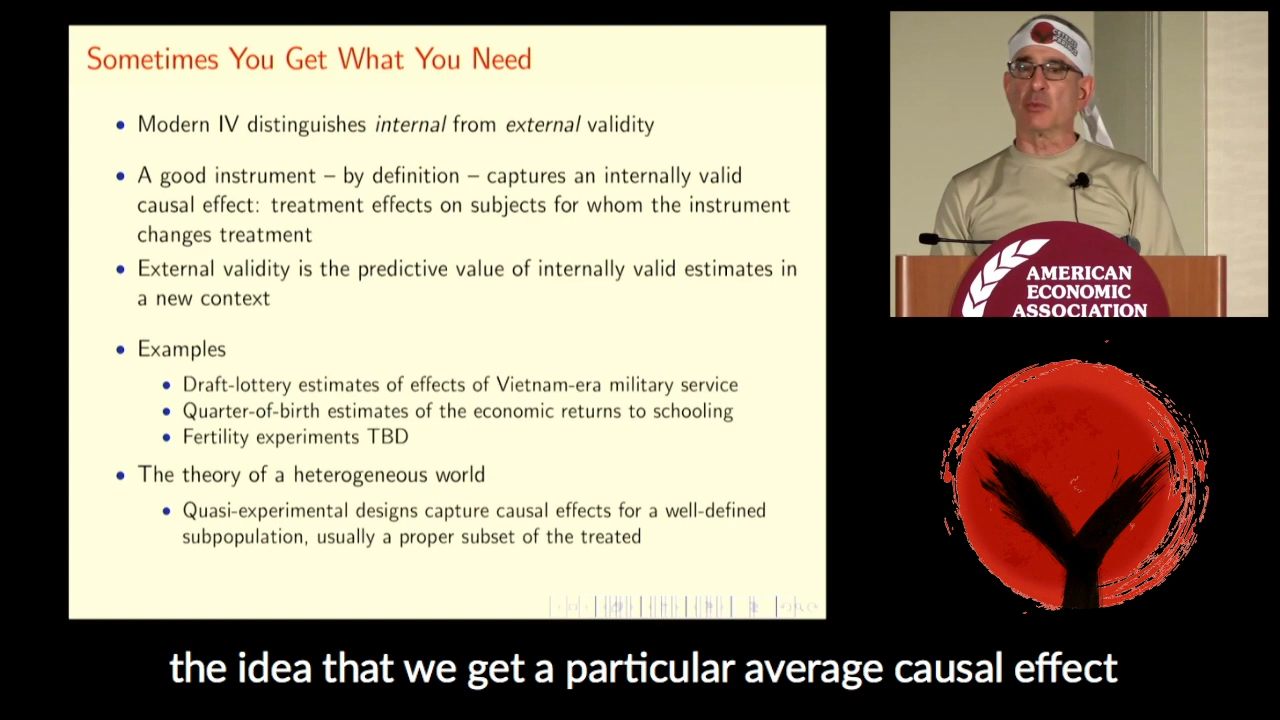 Sometimes You Get What You Need
• Modern IV distinguishes internal from external validity
• A good instrument – by definition – captures an internally valid
causal effect: treatment effects on subjects for whom the instrument
changes treatment
• External validity is the predictive value of internally valid estimates in
a new context
• Examples
• Draft-lottery estimates of effects of Vietnam-era military service
• Quarter-of-birth estimates of the economic returns to schooling
• Fertility experiments TBD
• The theory of a heterogeneous world
• Quasi-experimental designs capture causal effects for a well-defined
subpopulation, usually a proper subset of the treated
AMERICAN
ECONOMIC
ASSOCIATION
the idea that we get a particular average causal effect